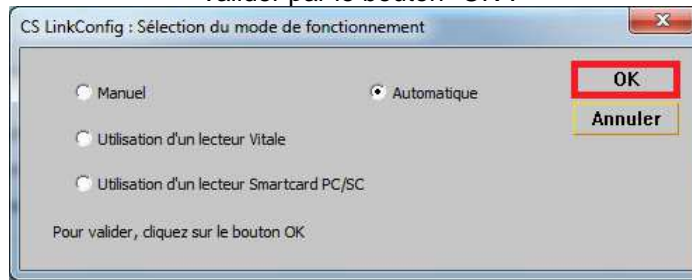 valider par le bouton "OK".
CS LinkConfig : Sélection du mode de fonctionnement
Manuel
Automatique
OK
Annuler
Utilisation d'un lecteur Vitale
Utilisation d'un lecteur Smartcard PC/SC
Pour valider, cliquez sur le bouton OK